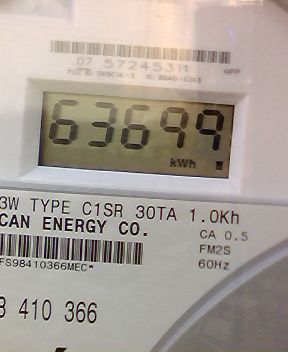 07 57245311
HPP
63699
kWh
3W TYPE C1SR 30TA 1.0Kh
CAN ENERGY CO.
CA 0.5
FM2S
FS98410366MEC*
60Hz
410 366